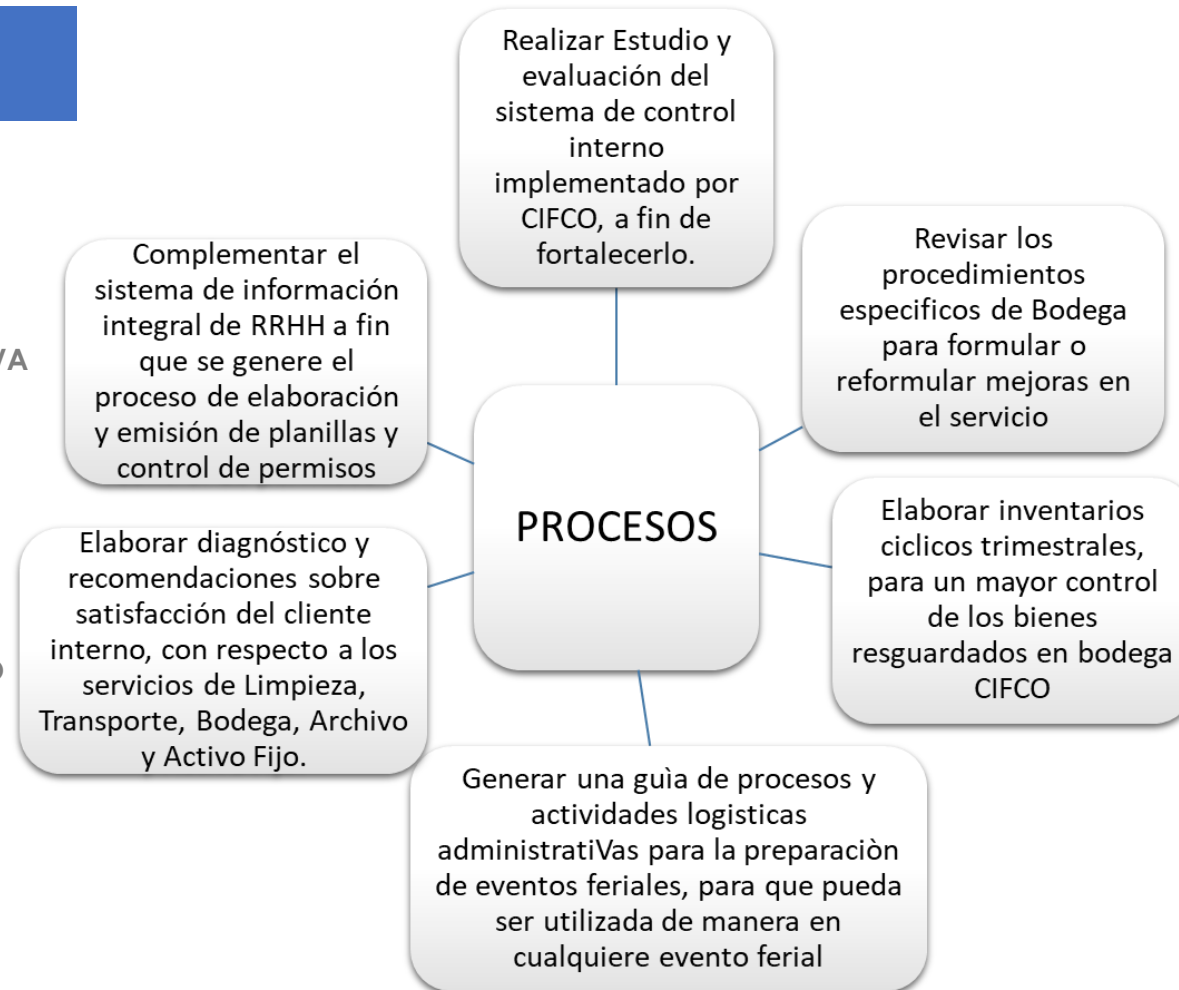 Realizar Estudio y
evaluación del
sistema de control
interno
implementado por
CIFCO, a fin de
fortalecerlo.
Revisar los
procedimientos
especificos de Bodega
para formular o
reformular mejoras en
el servicio
Elaborar inventarios
ciclicos trimestrales,
para un mayor control
de los bienes
resguardados en bodega
CIFCO
Generar una guìa de procesos y
actividades logisticas
administratiVas para la preparaciòn
de eventos feriales, para que pueda
ser utilizada de manera en
cualquiere evento ferial
Elaborar diagnóstico y
recomendaciones sobre
satisfacción del cliente
interno, con respecto a los
servicios de Limpieza,
Transporte, Bodega, Archivo
y Activo Fijo.
Complementar el
sistema de información
integral de RRHH a fin
que se genere el
proceso de elaboración
y emisión de planillas y
control de permisos
PROCESOS
VA